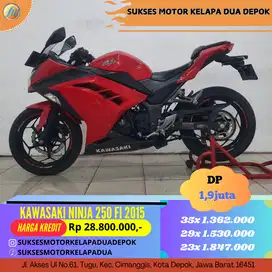 SUKSES MOTOR KELAPA DUA DEPOK
KAWASAKI
KAWASAKI NINJA 250 FI 2015
HARGA KREDIT
Rp 28.800.000,-
SUKSESMOTORKELAPADUADEPOK
SUKSESMOTORKELAPADUA
DP
1,9juta
35x 1.362.000
29x 1.530.000
23x 1.847.000
Jl. Akses UI No.61, Tugu, Kec. Cimanggis, Kota Depok, Jawa Barat 16451